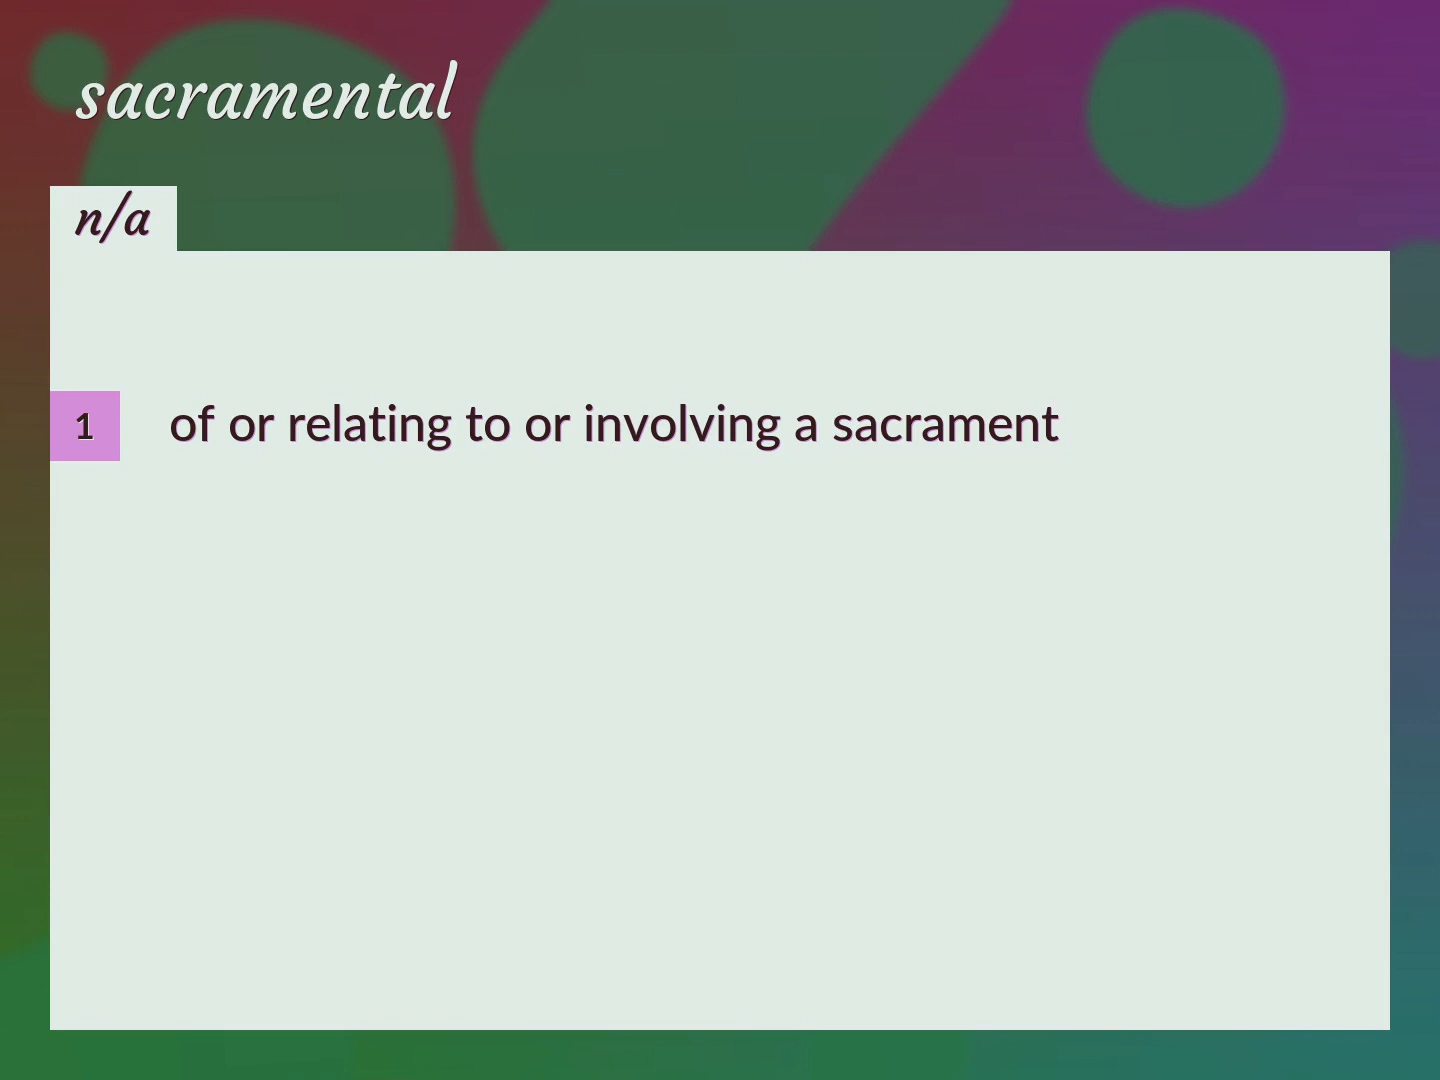 sacramental
n/a
1 of or relating to or involving a sacrament